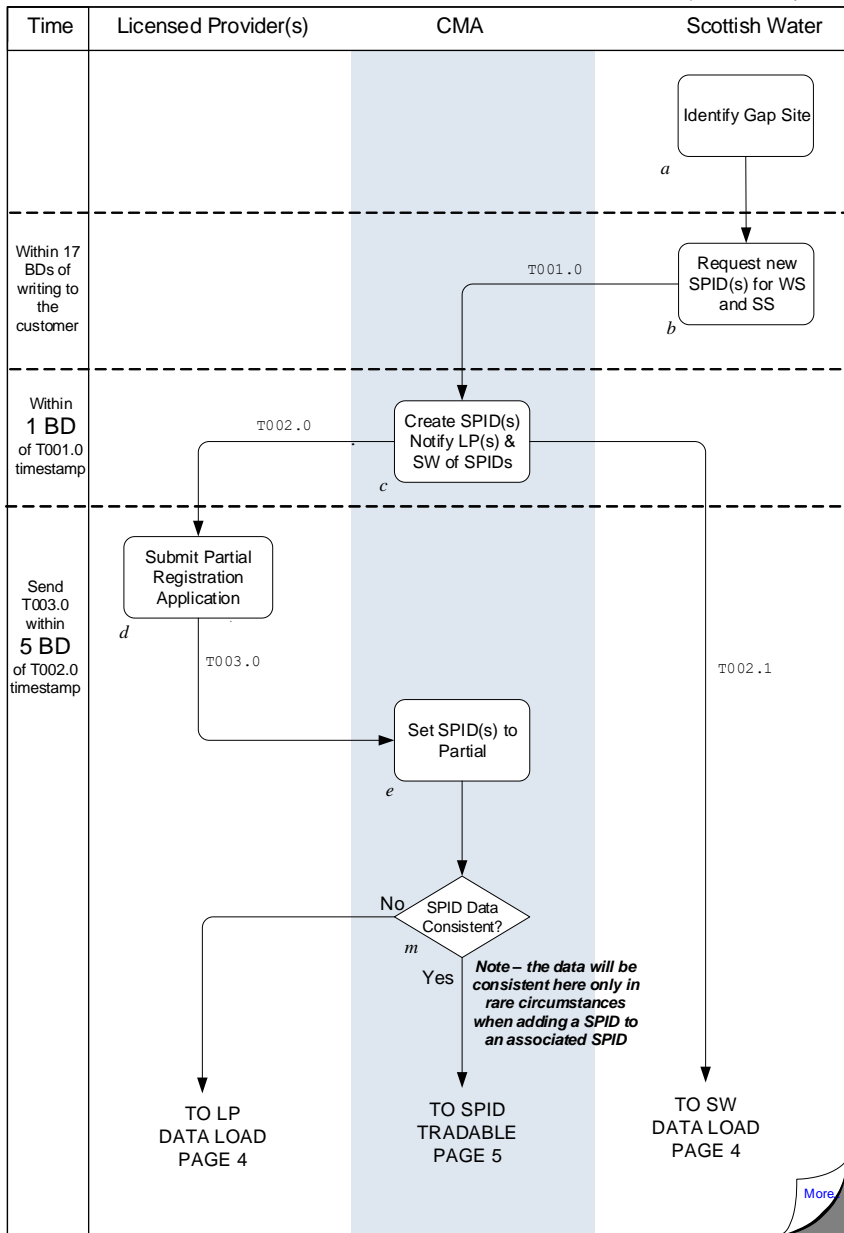 Time
Licensed Provider(s)
CMA
Scottish Water
Identify Gap Site
a
Within 17
BDs of
writing to
the
customer
Request new
SPID(s) for WS
and SS
b
T001.0
Within
1 BD
of T001.0
timestamp
T002.0
Create SPID(s)
Notify LP(s) &
SW of SPIDs
c
Send
T003.0
within
5 BD
of T002.0
timestamp
Submit Partial
Registration
Application
d
T003.0
T002.1
Set SPID(s) to
Partial
e
No
SPID Data
Consistent?
m
Yes
Note – the data will be
consistent here only in
rare circumstances
when adding a SPID to
an associated SPID
TO LP
DATA LOAD
PAGE 4
TO SPID
TRADABLE
PAGE 5
TO SW
DATA LOAD
PAGE 4
More..